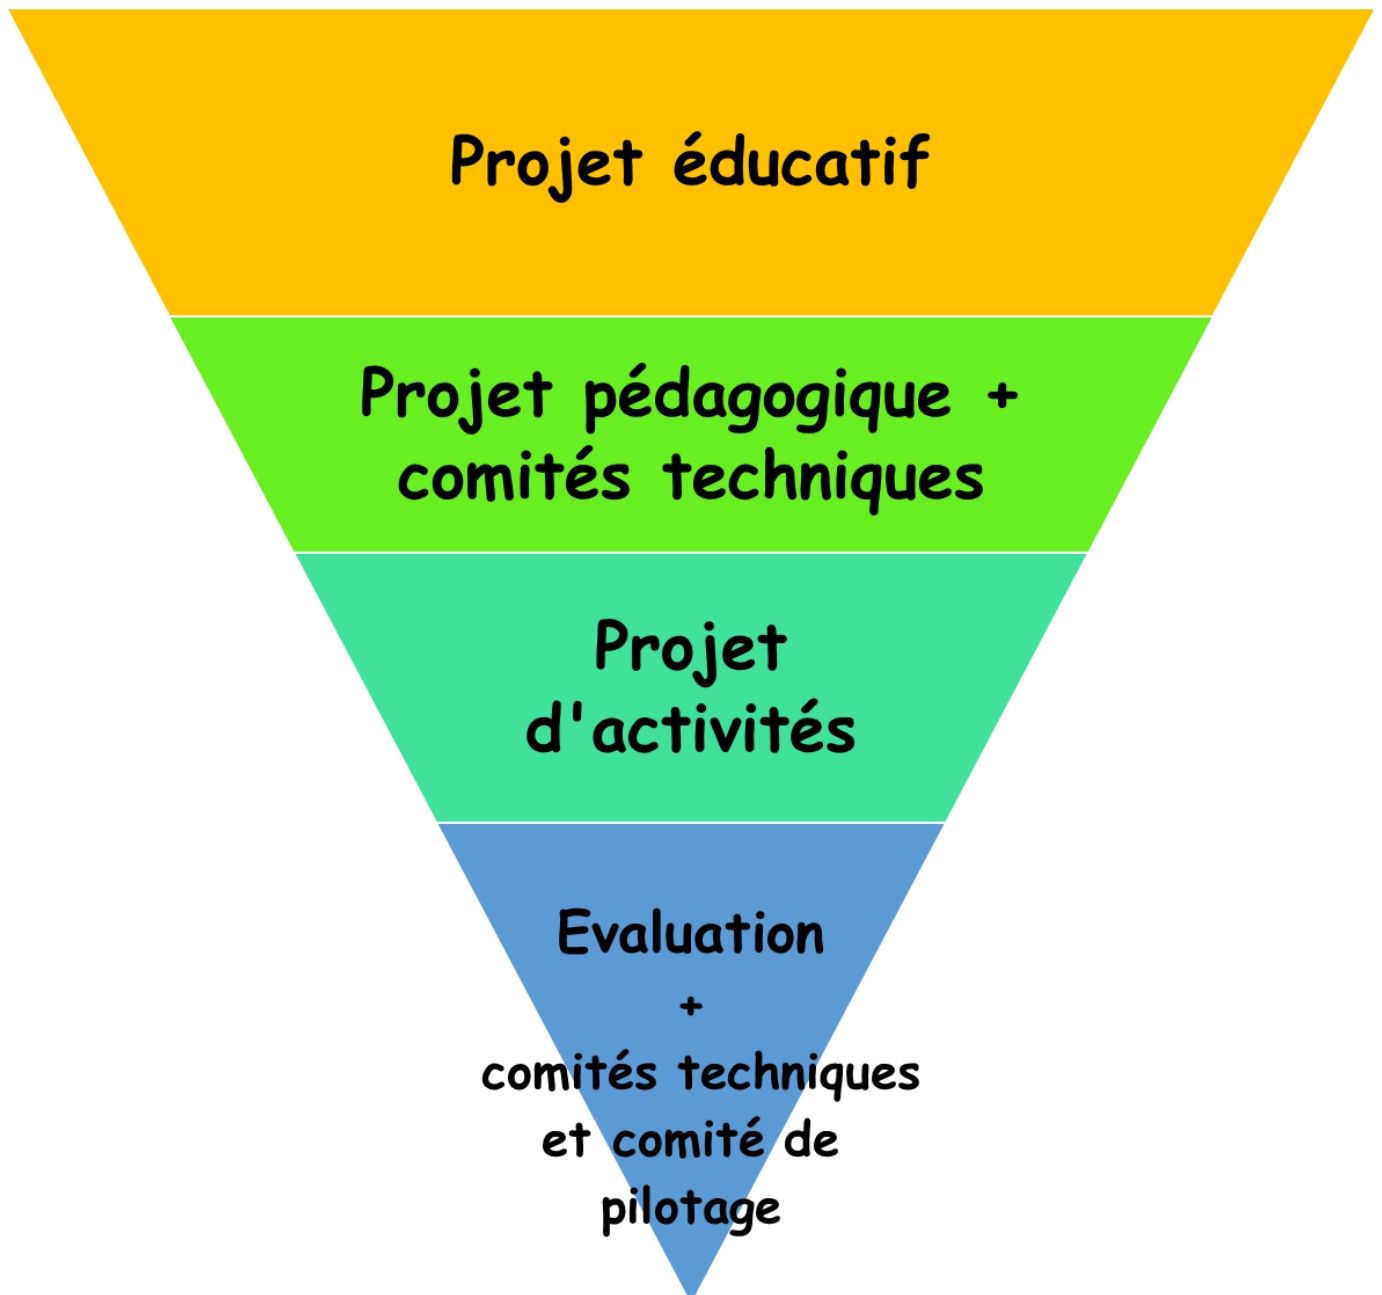 Projet éducatif
Projet pédagogique +
comités techniques
Projet
d'activités
Evaluation
+
comités techniques
et comité de
pilotage